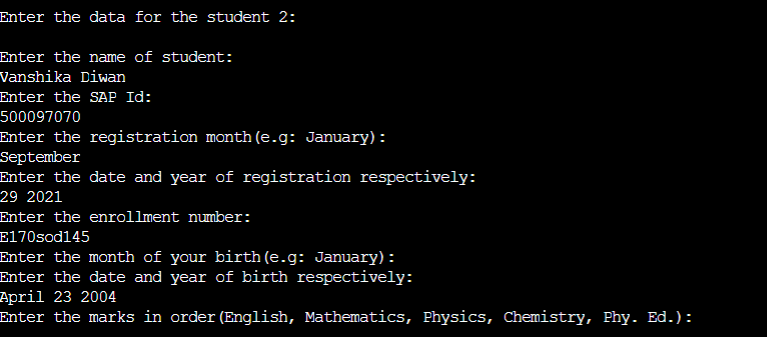 Enter the data for the student 2:
Enter the name of student:
Vanshika Diwan
Enter the SAP Id:
500097070
Enter the registration month(e.g: January):
September
Enter the date and year of registration respectively:
29 2021
Enter the enrollment number:
E170sod145
Enter the month of your birth(e.g: January):
Enter the date and year of birth respectively:
April 23 2004
Enter the marks in order(English, Mathematics, Physics, Chemistry, Phy. Ed.):